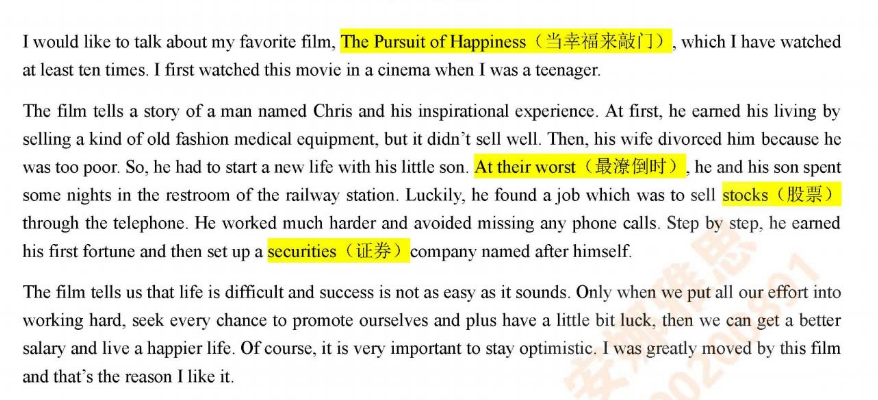 I would like to talk about my favorite film, The Pursuit of Happiness（当幸福来敲门）, which I have watched
at least ten times. I first watched this movie in a cinema when I was a teenager.
The film tells a story of a man named Chris and his inspirational experience. At first, he earned his living by
selling a kind of old fashion medical equipment, but it didn’t sell well. Then, his wife divorced him because he
was too poor. So, he had to start a new life with his little son. At their worst（最潦倒时）, he and his son spent
some nights in the restroom of the railway station. Luckily, he found a job which was to sell stocks（股票）
through the telephone. He worked much harder and avoided missing any phone calls. Step by step, he earned
his first fortune and then set up a securities（证券）company named after himself.
The film tells us that life is difficult and success is not as easy as it sounds. Only when we put all our effort into
working hard, seek every chance to promote ourselves and plus have a little bit luck, then we can get a better
salary and live a happier life. Of course, it is very important to stay optimistic. I was greatly moved by this film
and that’s the reason I like it.
安娜雅思